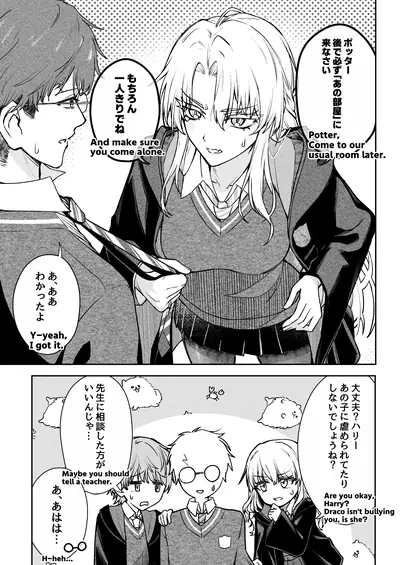 ポッター
後で必ず「あの部屋」に
来なさい
Potter,
Come to our
usual room later.
もちろん
一人きりでね
And make sure
you come alone.
あ、ああ
わかったよ
Y-yeah,
I got it.
大丈夫？ハリー
あの子に虐められてたり
しないでしょうね？
Are you okay,
Harry?
Draco isn't bullying
you, is she?
先生に相談した方が
いいんじゃ…
Maybe you should
tell a teacher.
あ、あはは…
H-heh...